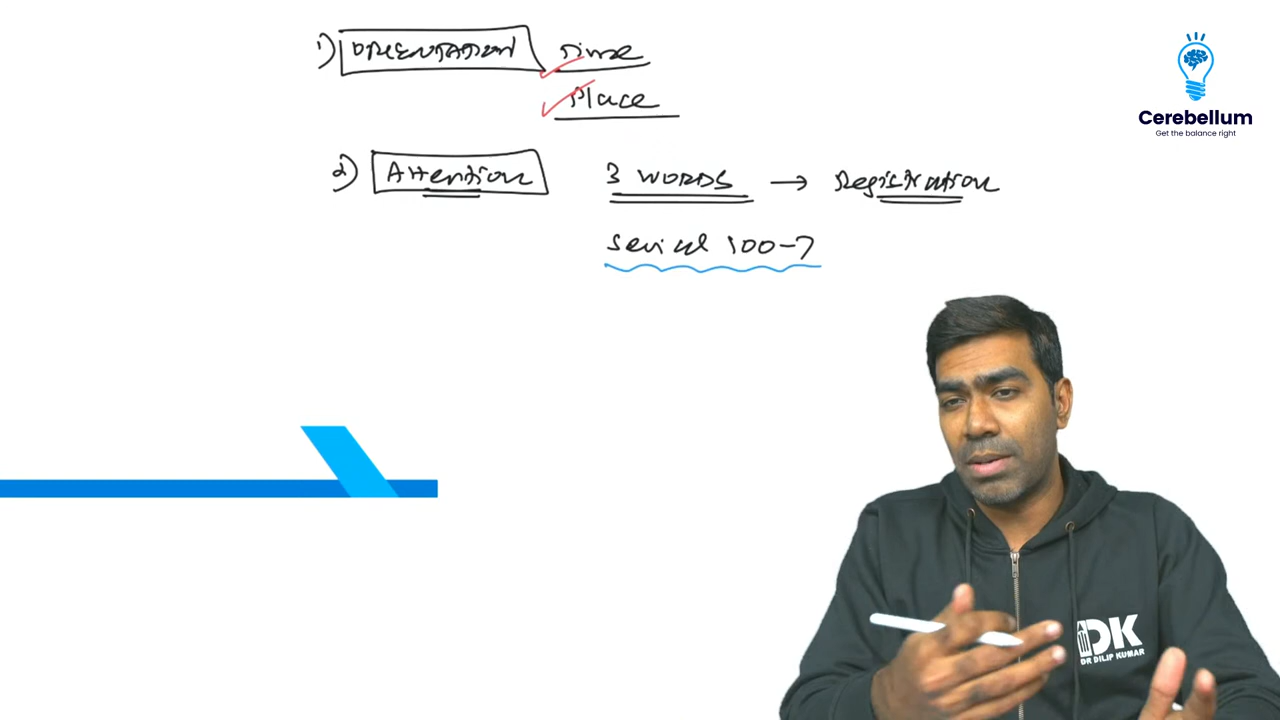 1) ORIENTATION Time
Place
2) Attention 3 WORDS → Registration
Serial 100-7
Cerebellum
Get the balance right
DK
DR DILIP KUMAR